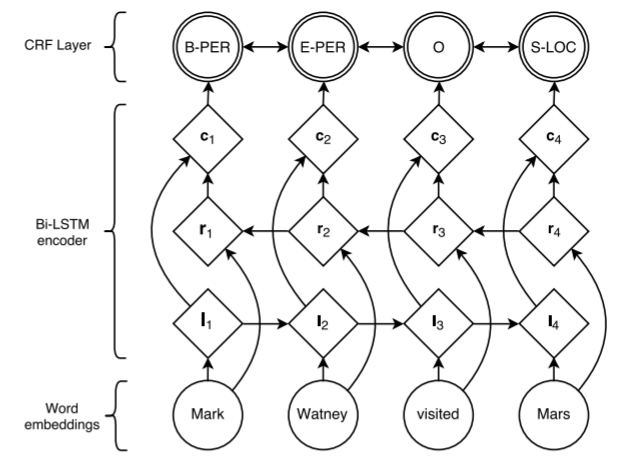 CRF Layer
B-PER E-PER O S-LOC
c₁ c₂ c₃ c₄
Bi-LSTM
encoder
r₁ r₂ r₃ r₄
l₁ l₂ l₃ l₄
Word
embeddings
Mark Watney visited Mars